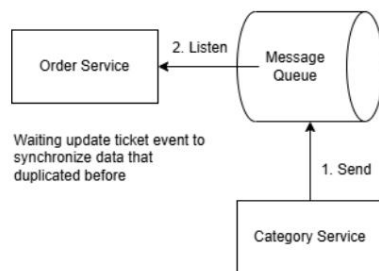 Order Service
2. Listen
Message
Queue
Waiting update ticket event to
synchronize data that
duplicated before
1. Send
Category Service